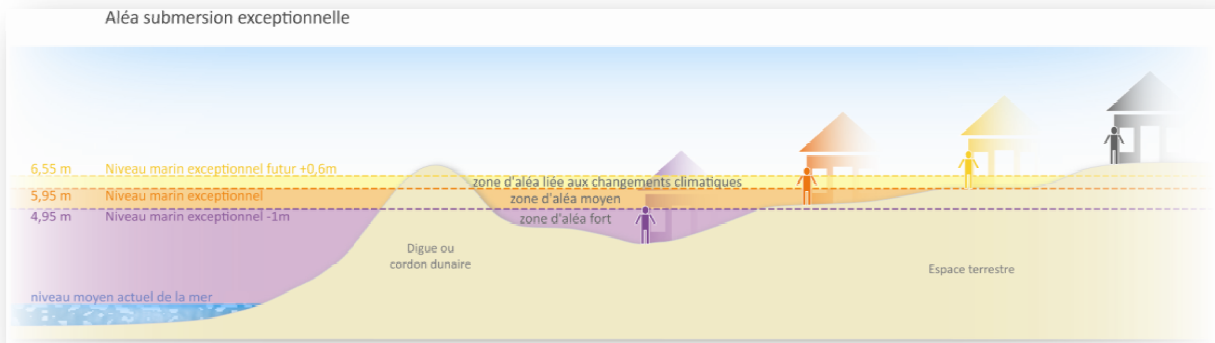 Aléa submersion exceptionnelle
6,55 m Niveau marin exceptionnel futur +0,6m
zone d'aléa liée aux changements climatiques
5,95 m Niveau marin exceptionnel
zone d'aléa moyen
4,95 m Niveau marin exceptionnel -1m
zone d'aléa fort
Digue ou
cordon dunaire
Espace terrestre
niveau moyen actuel de la mer